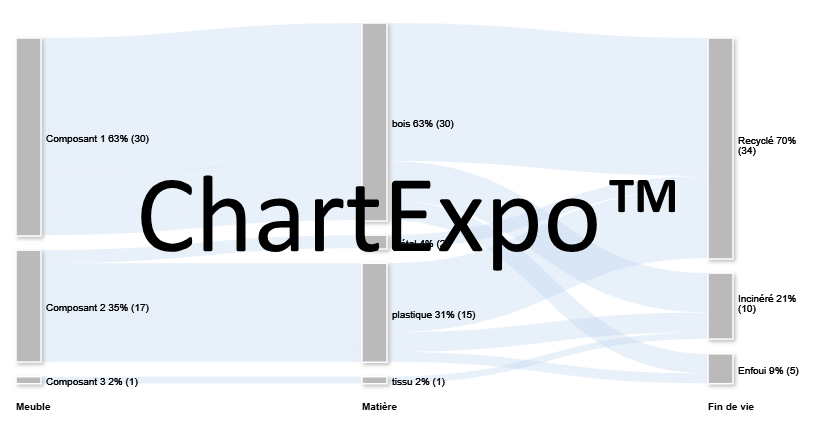 Composant 1 63% (30)
bois 63% (30)
Recyclé 70%
(34)
ChartExpo™
4% (2
Composant 2 35% (17)
plastique 31% (15)
Incinéré 21%
(10)
Composant 3 2% (1)
tissu 2% (1)
Enfoui 9% (5)
Meuble
Matière
Fin de vie